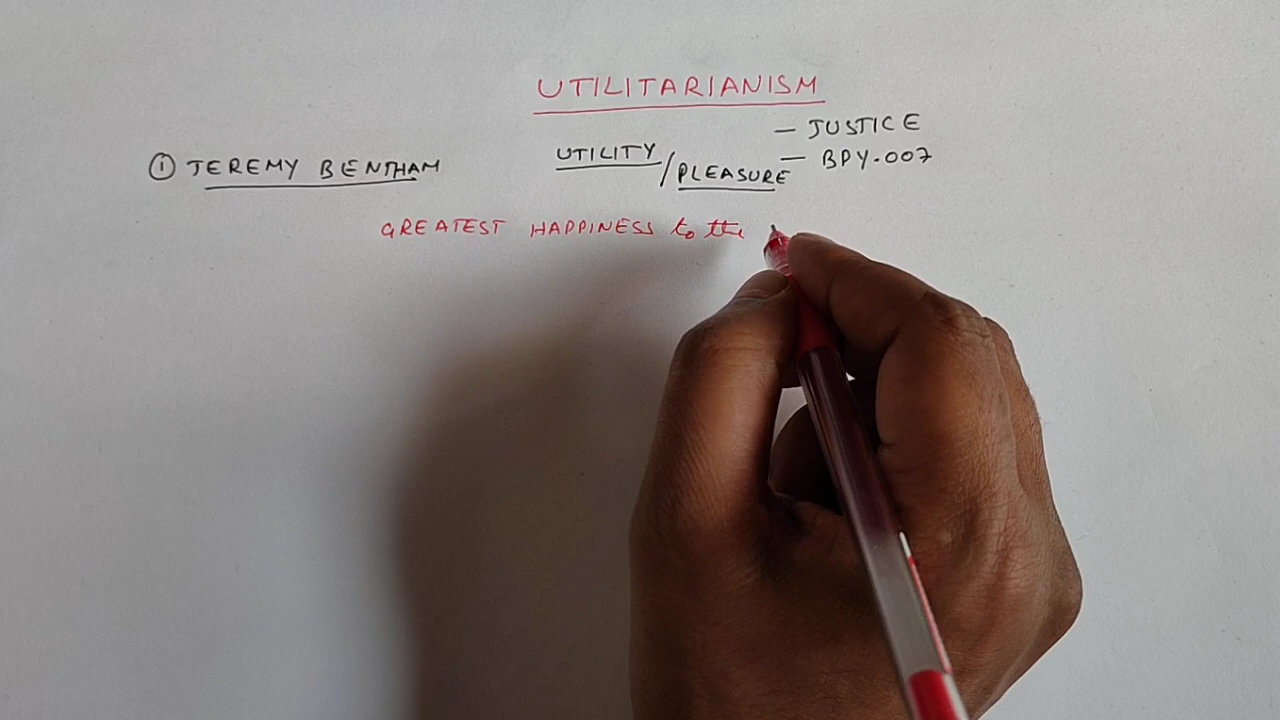 UTILITARIANISM
— JUSTICE
① JEREMY BENTHAM UTILITY/PLEASURE — BPY-007
GREATEST HAPPINESS to the